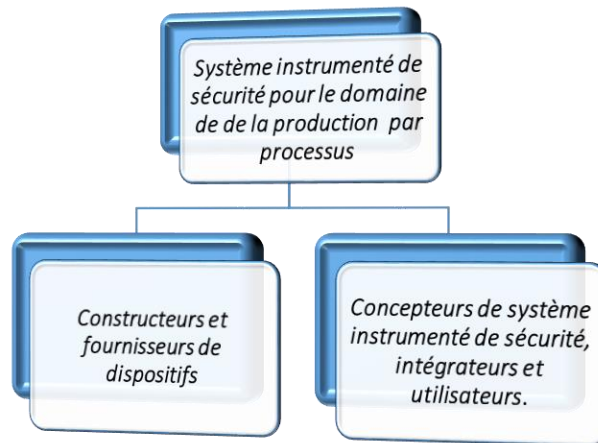 Système instrumenté de
sécurité pour le domaine
de de la production par
processus
Constructeurs et
fournisseurs de
dispositifs
Concepteurs de système
instrumenté de sécurité,
intégrateurs et
utilisateurs.